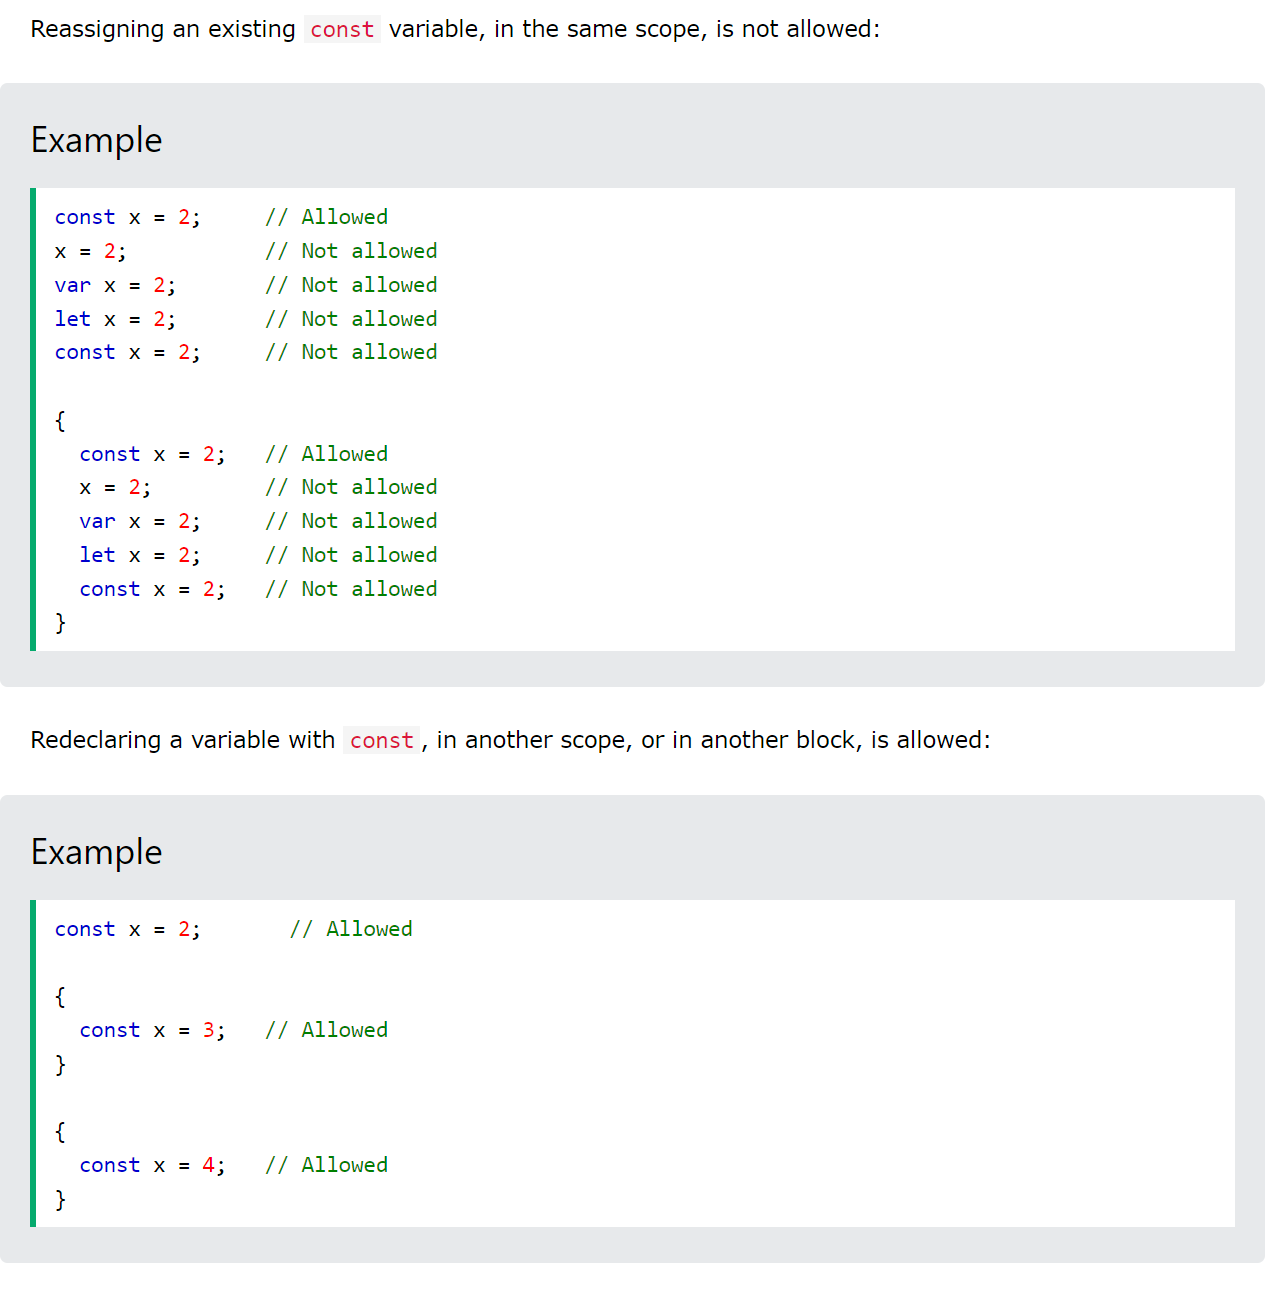 Reassigning an existing const variable, in the same scope, is not allowed:
Example
const x = 2;     // Allowed
x = 2;           // Not allowed
var x = 2;       // Not allowed
let x = 2;       // Not allowed
const x = 2;     // Not allowed
{
  const x = 2;   // Allowed
  x = 2;         // Not allowed
  var x = 2;     // Not allowed
  let x = 2;     // Not allowed
  const x = 2;   // Not allowed
}
Redeclaring a variable with const, in another scope, or in another block, is allowed:
Example
const x = 2;       // Allowed
{
  const x = 3;   // Allowed
}
{
  const x = 4;   // Allowed
}